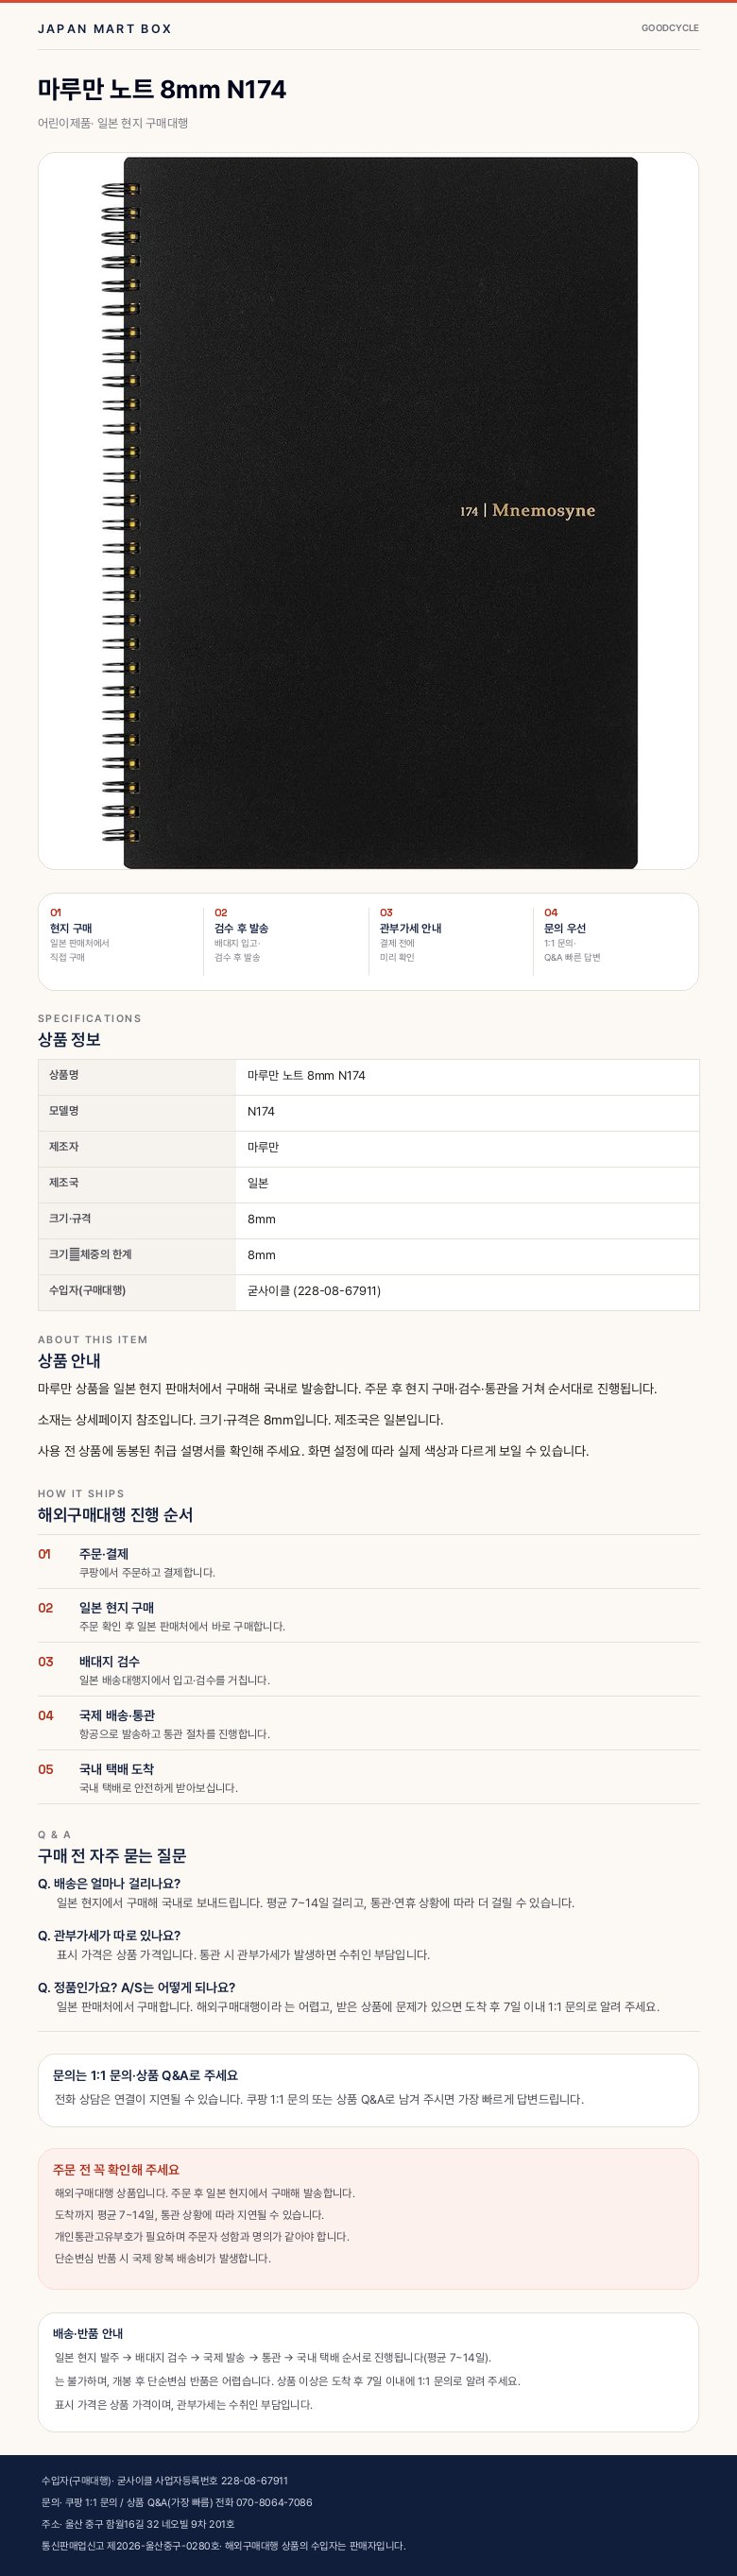 JAPAN MART BOX
GOODCYCLE
마루만 노트 8mm N174
어린이제품· 일본 현지 구매대행
174 | Mnemosyne
01
현지 구매
일본 판매처에서
직접 구매
02
검수 후 발송
배대지 입고·
검수 후 발송
03
관부가세 안내
결제 전에
미리 확인
04
문의 우선
1:1 문의·
Q&A 빠른 답변
SPECIFICATIONS
상품 정보
상품명 마루만 노트 8mm N174
모델명 N174
제조자 마루만
제조국 일본
크기·규격 8mm
크기▒체중의 한계 8mm
수입자(구매대행) 굳사이클 (228-08-67911)
ABOUT THIS ITEM
상품 안내
마루만 상품을 일본 현지 판매처에서 구매해 국내로 발송합니다. 주문 후 현지 구매·검수·통관을 거쳐 순서대로 진행됩니다.
소재는 상세페이지 참조입니다. 크기·규격은 8mm입니다. 제조국은 일본입니다.
사용 전 상품에 동봉된 취급 설명서를 확인해 주세요. 화면 설정에 따라 실제 색상과 다르게 보일 수 있습니다.
HOW IT SHIPS
해외구매대행 진행 순서
01 주문·결제
쿠팡에서 주문하고 결제합니다.
02 일본 현지 구매
주문 확인 후 일본 판매처에서 바로 구매합니다.
03 배대지 검수
일본 배송대행지에서 입고·검수를 거칩니다.
04 국제 배송·통관
항공으로 발송하고 통관 절차를 진행합니다.
05 국내 택배 도착
국내 택배로 안전하게 받아보십니다.
Q & A
구매 전 자주 묻는 질문
Q. 배송은 얼마나 걸리나요?
일본 현지에서 구매해 국내로 보내드립니다. 평균 7~14일 걸리고, 통관·연휴 상황에 따라 더 걸릴 수 있습니다.
Q. 관부가세가 따로 있나요?
표시 가격은 상품 가격입니다. 통관 시 관부가세가 발생하면 수취인 부담입니다.
Q. 정품인가요? A/S는 어떻게 되나요?
일본 판매처에서 구매합니다. 해외구매대행이라 는 어렵고, 받은 상품에 문제가 있으면 도착 후 7일 이내 1:1 문의로 알려 주세요.
문의는 1:1 문의·상품 Q&A로 주세요
전화 상담은 연결이 지연될 수 있습니다. 쿠팡 1:1 문의 또는 상품 Q&A로 남겨 주시면 가장 빠르게 답변드립니다.
주문 전 꼭 확인해 주세요
해외구매대행 상품입니다. 주문 후 일본 현지에서 구매해 발송합니다.
도착까지 평균 7~14일, 통관 상황에 따라 지연될 수 있습니다.
개인통관고유부호가 필요하며 주문자 성함과 명의가 같아야 합니다.
단순변심 반품 시 국제 왕복 배송비가 발생합니다.
배송·반품 안내
일본 현지 발주 → 배대지 검수 → 국제 발송 → 통관 → 국내 택배 순서로 진행됩니다(평균 7~14일).
는 불가하며, 개봉 후 단순변심 반품은 어렵습니다. 상품 이상은 도착 후 7일 이내에 1:1 문의로 알려 주세요.
표시 가격은 상품 가격이며, 관부가세는 수취인 부담입니다.
수입자(구매대행)· 굳사이클 사업자등록번호 228-08-67911
문의· 쿠팡 1:1 문의 / 상품 Q&A(가장 빠름) 전화 070-8064-7086
주소· 울산 중구 함월16길 32 네오빌 9차 201호
통신판매업신고 제2026-울산중구-0280호· 해외구매대행 상품의 수입자는 판매자입니다.